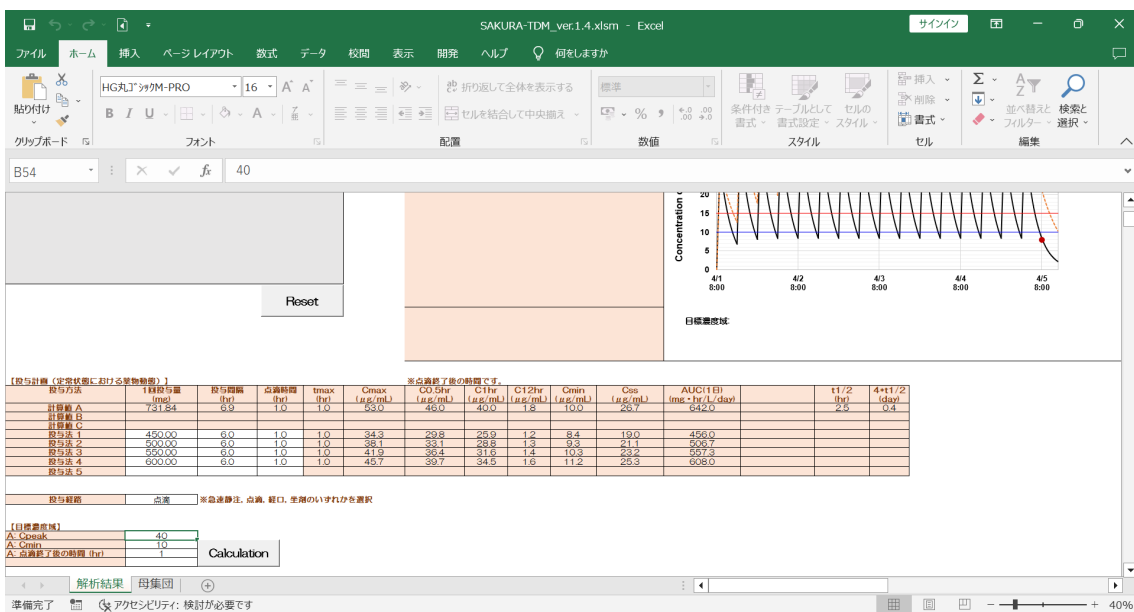 SAKURA-TDM_ver.1.4.xlsm - Excel
サインイン
ファイル ホーム 挿入 ページ レイアウト 数式 データ 校閲 表示 開発 ヘルプ 何をしますか
HG丸ｺﾞｼｯｸM-PRO 16 A A 折り返して全体を表示する 標準 挿入 Σ
貼り付け B I U A セルを結合して中央揃え % 条件付き書式 テーブルとして書式設定 セルのスタイル 削除 書式 並べ替えと フィルター 検索と選択
クリップボード フォント 配置 数値 スタイル セル 編集
B54 fx 40
Concentration
20
15
10
5
0
4/1 4/2 4/3 4/4 4/5
8:00 8:00 8:00 8:00 8:00
Reset
目標濃度域:
【投与計画（定常状態における薬物動態）】 ※点滴終了後の時間です。
投与方法 1回投与量 (mg) 投与間隔 (hr) 点滴時間 (hr) tmax (hr) Cmax (μg/mL) C0.5hr (μg/mL) C1hr (μg/mL) C12hr (μg/mL) Cmin (μg/mL) Css (μg/mL) AUC(1日) (mg・hr/L/day) t1/2 (hr) 4*t1/2 (day)
計算値 A 731.84 6.9 1.0 1.0 53.0 46.0 40.0 1.8 10.0 26.7 642.0 2.5 0.4
計算値 B
計算値 C
投与法 1 450.00 6.0 1.0 1.0 34.3 29.8 25.9 1.2 8.4 19.0 456.0
投与法 2 500.00 6.0 1.0 1.0 38.1 33.1 28.8 1.3 9.3 21.1 506.7
投与法 3 550.00 6.0 1.0 1.0 41.9 36.4 31.6 1.4 10.3 23.2 557.3
投与法 4 600.00 6.0 1.0 1.0 45.7 39.7 34.5 1.6 11.2 25.3 608.0
投与法 5
投与経路 点滴 ※急速静注，点滴，経口，坐剤のいずれかを選択
【目標濃度域】
A: Cpeak 40
A: Cmin 10
A: 点滴終了後の時間 (hr) 1
Calculation
解析結果 母集団
準備完了 アクセシビリティ: 検討が必要です 40%